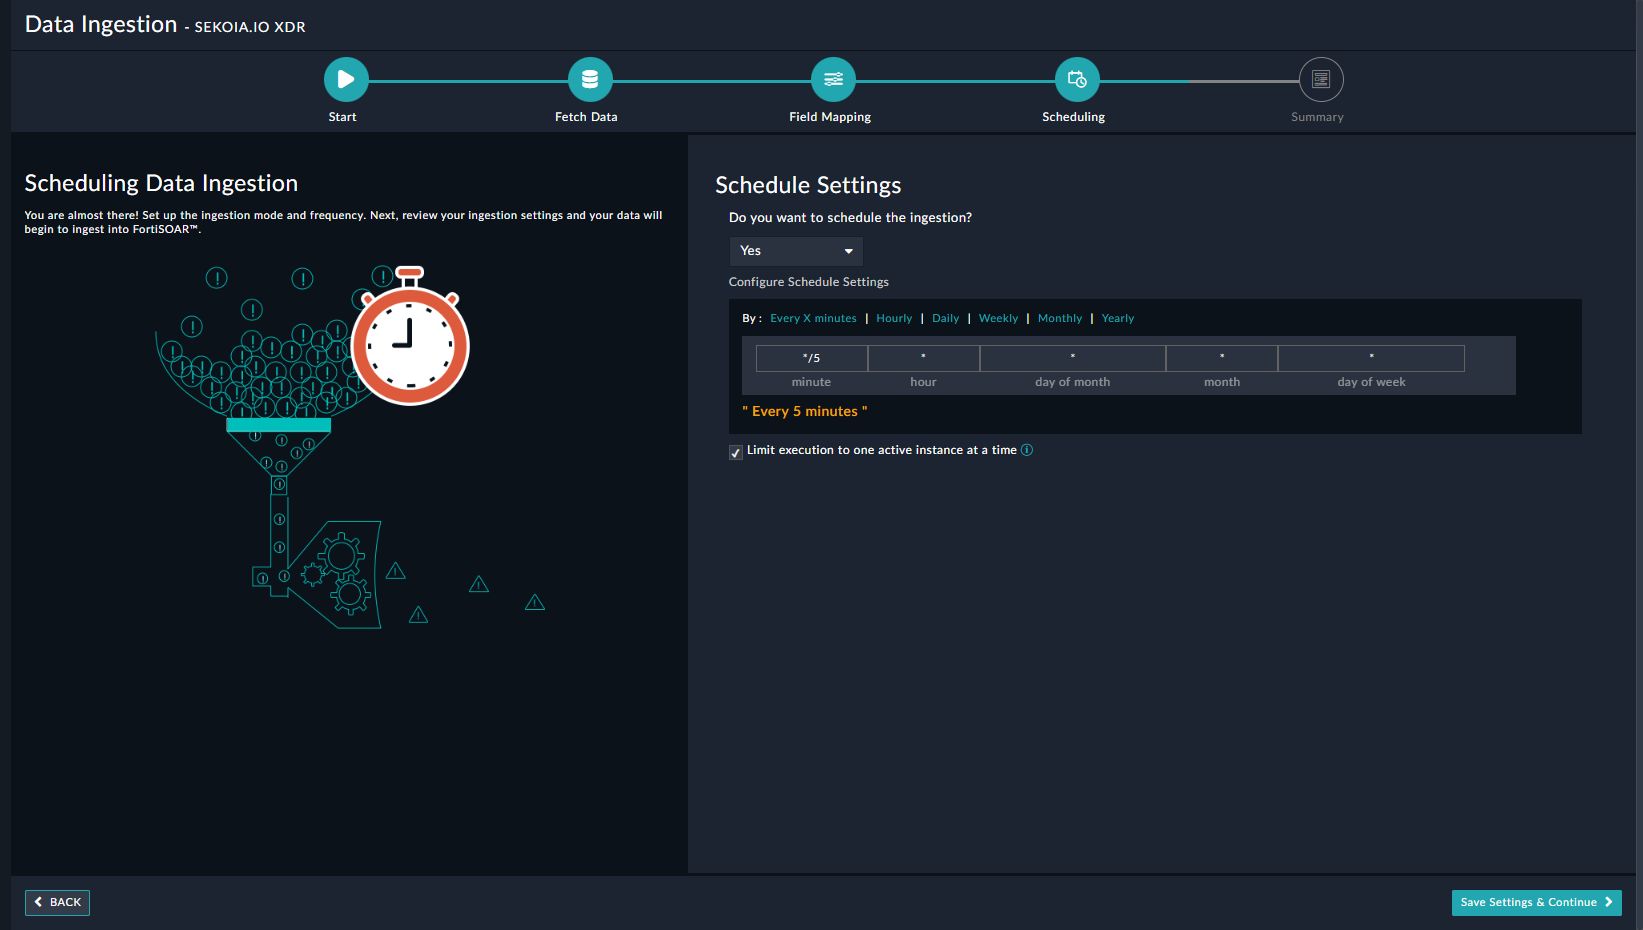 Data Ingestion - SEKOIA.IO XDR
Start
Fetch Data
Field Mapping
Scheduling
Summary
Scheduling Data Ingestion
You are almost there! Set up the ingestion mode and frequency. Next, review your ingestion settings and your data will
begin to ingest into FortiSOAR™.
Schedule Settings
Do you want to schedule the ingestion?
Yes
Configure Schedule Settings
By : Every X minutes | Hourly | Daily | Weekly | Monthly | Yearly
*/5 * * * *
minute hour day of month month day of week
" Every 5 minutes "
Limit execution to one active instance at a time
BACK
Save Settings & Continue